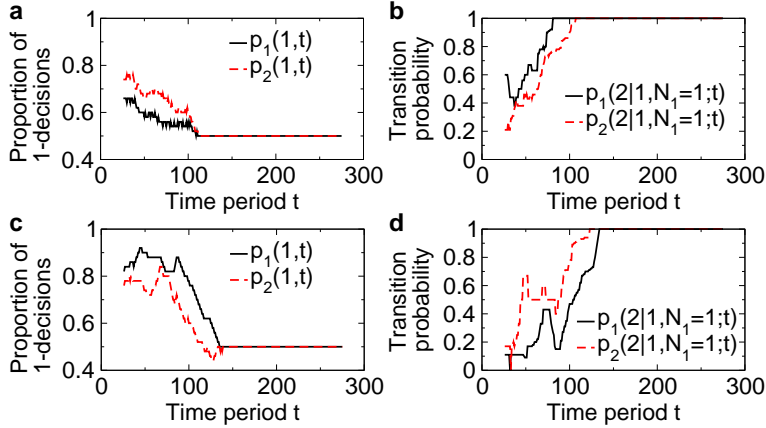 a
Proportion of
1-decisions
1
0.8
0.6
0.4
0
100
200
300
Time period t
p₁(1,t)
p₂(1,t)
b
Transition
probability
1
0.8
0.6
0.4
0.2
0
0
100
200
300
Time period t
p₁(2|1,N₁=1;t)
p₂(2|1,N₁=1;t)
c
Proportion of
1-decisions
1
0.8
0.6
0.4
0
100
200
300
Time period t
p₁(1,t)
p₂(1,t)
d
Transition
probability
1
0.8
0.6
0.4
0.2
0
0
100
200
300
Time period t
p₁(2|1,N₁=1;t)
p₂(2|1,N₁=1;t)